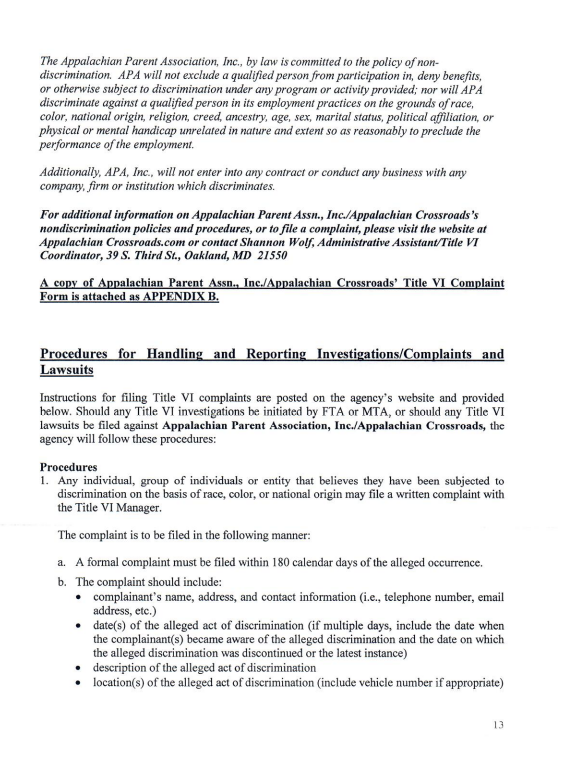 The Appalachian Parent Association, Inc., by law is committed to the policy of non-
discrimination. APA will not exclude a qualified person from participation in, deny benefits,
or otherwise subject to discrimination under any program or activity provided; nor will APA
discriminate against a qualified person in its employment practices on the grounds of race,
color, national origin, religion, creed, ancestry, age, sex, marital status, political affiliation, or
physical or mental handicap unrelated in nature and extent so as reasonably to preclude the
performance of the employment.
Additionally, APA, Inc., will not enter into any contract or conduct any business with any
company, firm or institution which discriminates.
For additional information on Appalachian Parent Assn., Inc./Appalachian Crossroads's
nondiscrimination policies and procedures, or to file a complaint, please visit the website at
Appalachian Crossroads.com or contact Shannon Wolf, Administrative Assistant/Title VI
Coordinator, 39 S. Third St., Oakland, MD 21550
A copy of Appalachian Parent Assn., Inc./Appalachian Crossroads' Title VI Complaint
Form is attached as APPENDIX B.
Procedures for Handling and Reporting Investigations/Complaints and
Lawsuits
Instructions for filing Title VI complaints are posted on the agency's website and provided
below. Should any Title VI investigations be initiated by FTA or MTA, or should any Title VI
lawsuits be filed against Appalachian Parent Association, Inc./Appalachian Crossroads, the
agency will follow these procedures:
Procedures
1. Any individual, group of individuals or entity that believes they have been subjected to
discrimination on the basis of race, color, or national origin may file a written complaint with
the Title VI Manager.
The complaint is to be filed in the following manner:
a. A formal complaint must be filed within 180 calendar days of the alleged occurrence.
b. The complaint should include:
• complainant's name, address, and contact information (i.e., telephone number, email
address, etc.)
• date(s) of the alleged act of discrimination (if multiple days, include the date when
the complainant(s) became aware of the alleged discrimination and the date on which
the alleged discrimination was discontinued or the latest instance)
• description of the alleged act of discrimination
• location(s) of the alleged act of discrimination (include vehicle number if appropriate)
13